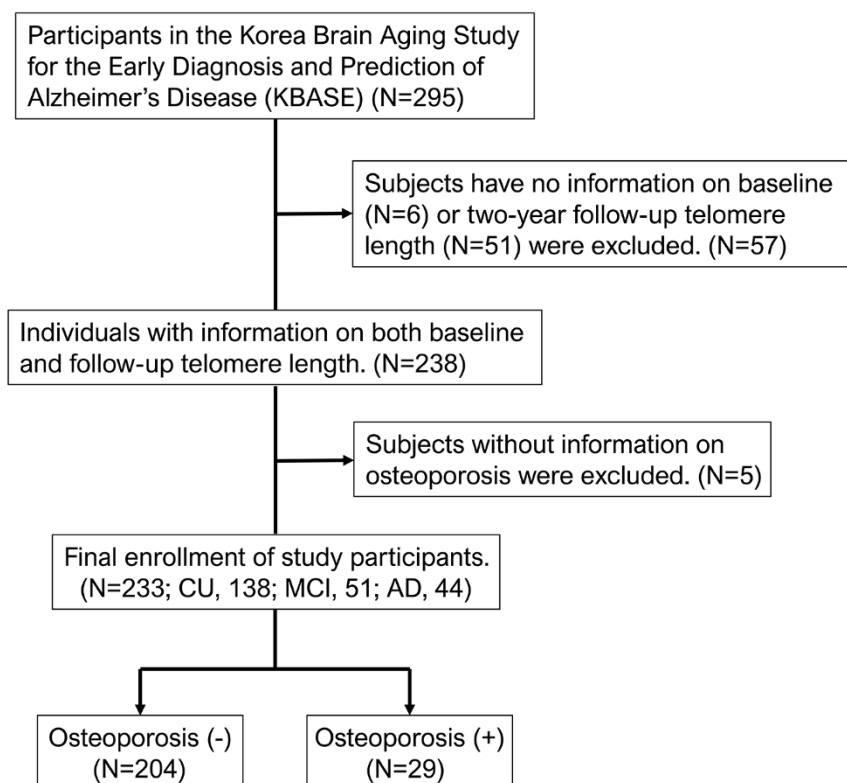 Participants in the Korea Brain Aging Study
for the Early Diagnosis and Prediction of
Alzheimer’s Disease (KBASE) (N=295)
Subjects have no information on baseline
(N=6) or two-year follow-up telomere
length (N=51) were excluded. (N=57)
Individuals with information on both baseline
and follow-up telomere length. (N=238)
Subjects without information on
osteoporosis were excluded. (N=5)
Final enrollment of study participants.
(N=233; CU, 138; MCI, 51; AD, 44)
Osteoporosis (-)
(N=204)
Osteoporosis (+)
(N=29)